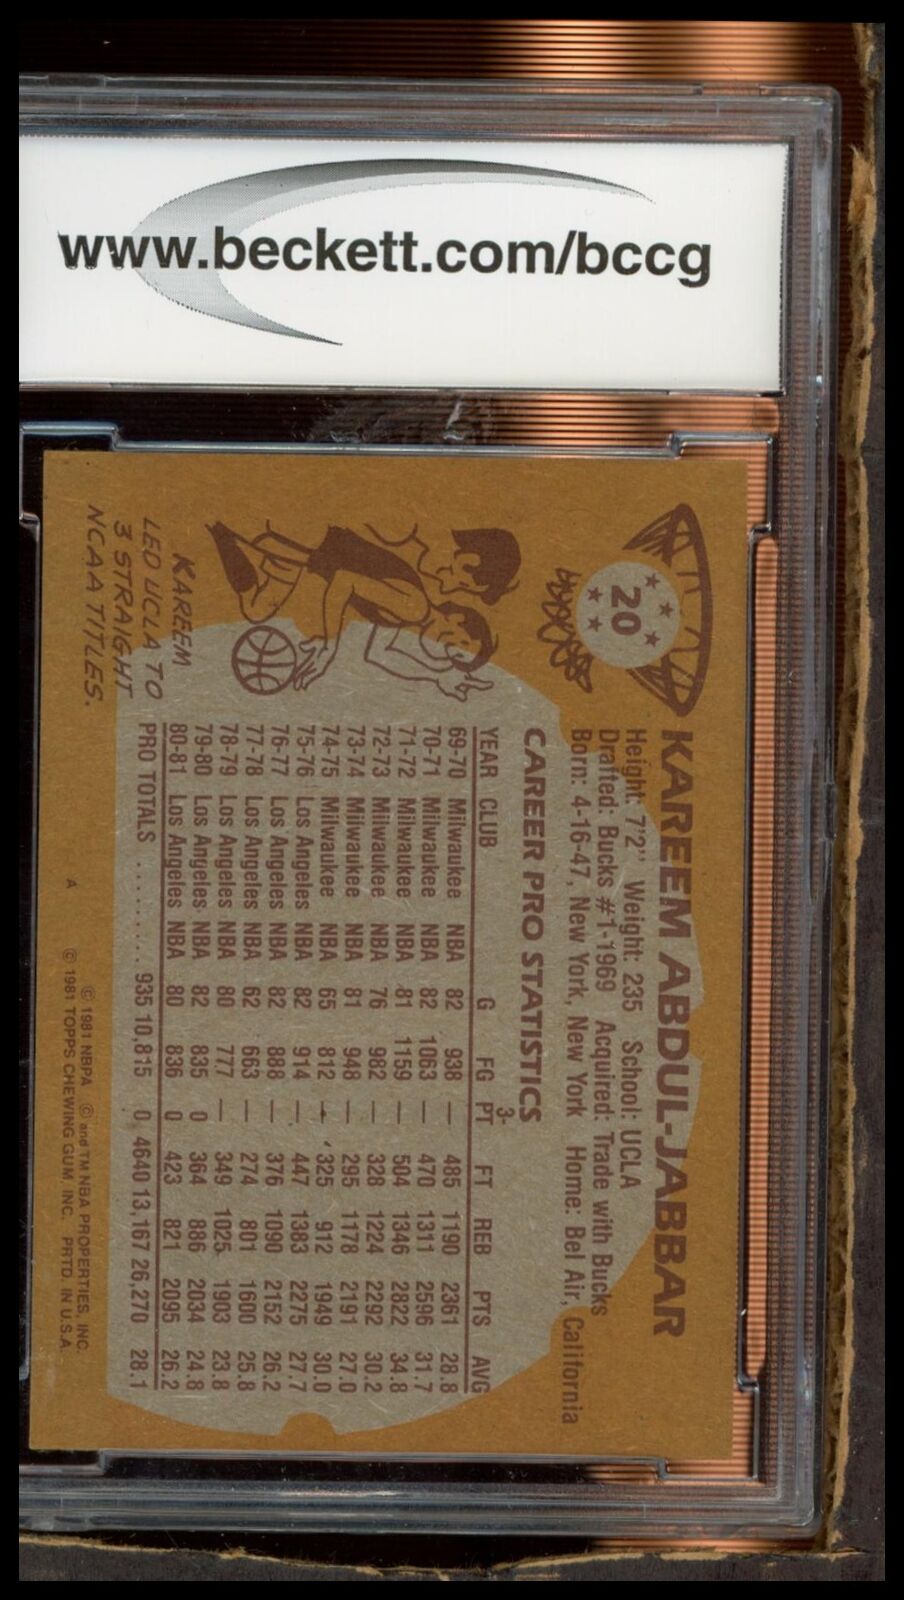 www.beckett.com/bccg
20
KAREEM ABDUL-JABBAR
Height: 7'2" Weight: 235 School: UCLA
Drafted: Bucks #1-1969 Acquired: Trade with Bucks
Born: 4-16-47, New York, New York Home: Bel Air, California
CAREER PRO STATISTICS
YEAR CLUB G FG 3-PT FT REB PTS AVG
69-70 Milwaukee NBA 82 938 — 485 1190 2361 28.8
70-71 Milwaukee NBA 82 1063 — 470 1311 2596 31.7
71-72 Milwaukee NBA 81 1159 — 504 1346 2822 34.8
72-73 Milwaukee NBA 76 982 — 328 1224 2292 30.2
73-74 Milwaukee NBA 81 948 — 295 1178 2191 27.0
74-75 Milwaukee NBA 65 812 — 325 912 1949 30.0
75-76 Los Angeles NBA 82 914 — 447 1383 2275 27.7
76-77 Los Angeles NBA 82 888 — 376 1090 2152 26.2
77-78 Los Angeles NBA 62 663 — 274 801 1600 25.8
78-79 Los Angeles NBA 80 777 — 349 1025 1903 23.8
79-80 Los Angeles NBA 82 835 0 364 886 2034 24.8
80-81 Los Angeles NBA 80 836 0 423 821 2095 26.2
PRO TOTALS ........ 935 10,815 0 4640 13,167 26,270 28.1
KAREEM
LED UCLA TO
3 STRAIGHT
NCAA TITLES.
A
© 1981 NBPA © and TM NBA PROPERTIES, INC.
© 1981 TOPPS CHEWING GUM, INC. PRTD. IN U.S.A.